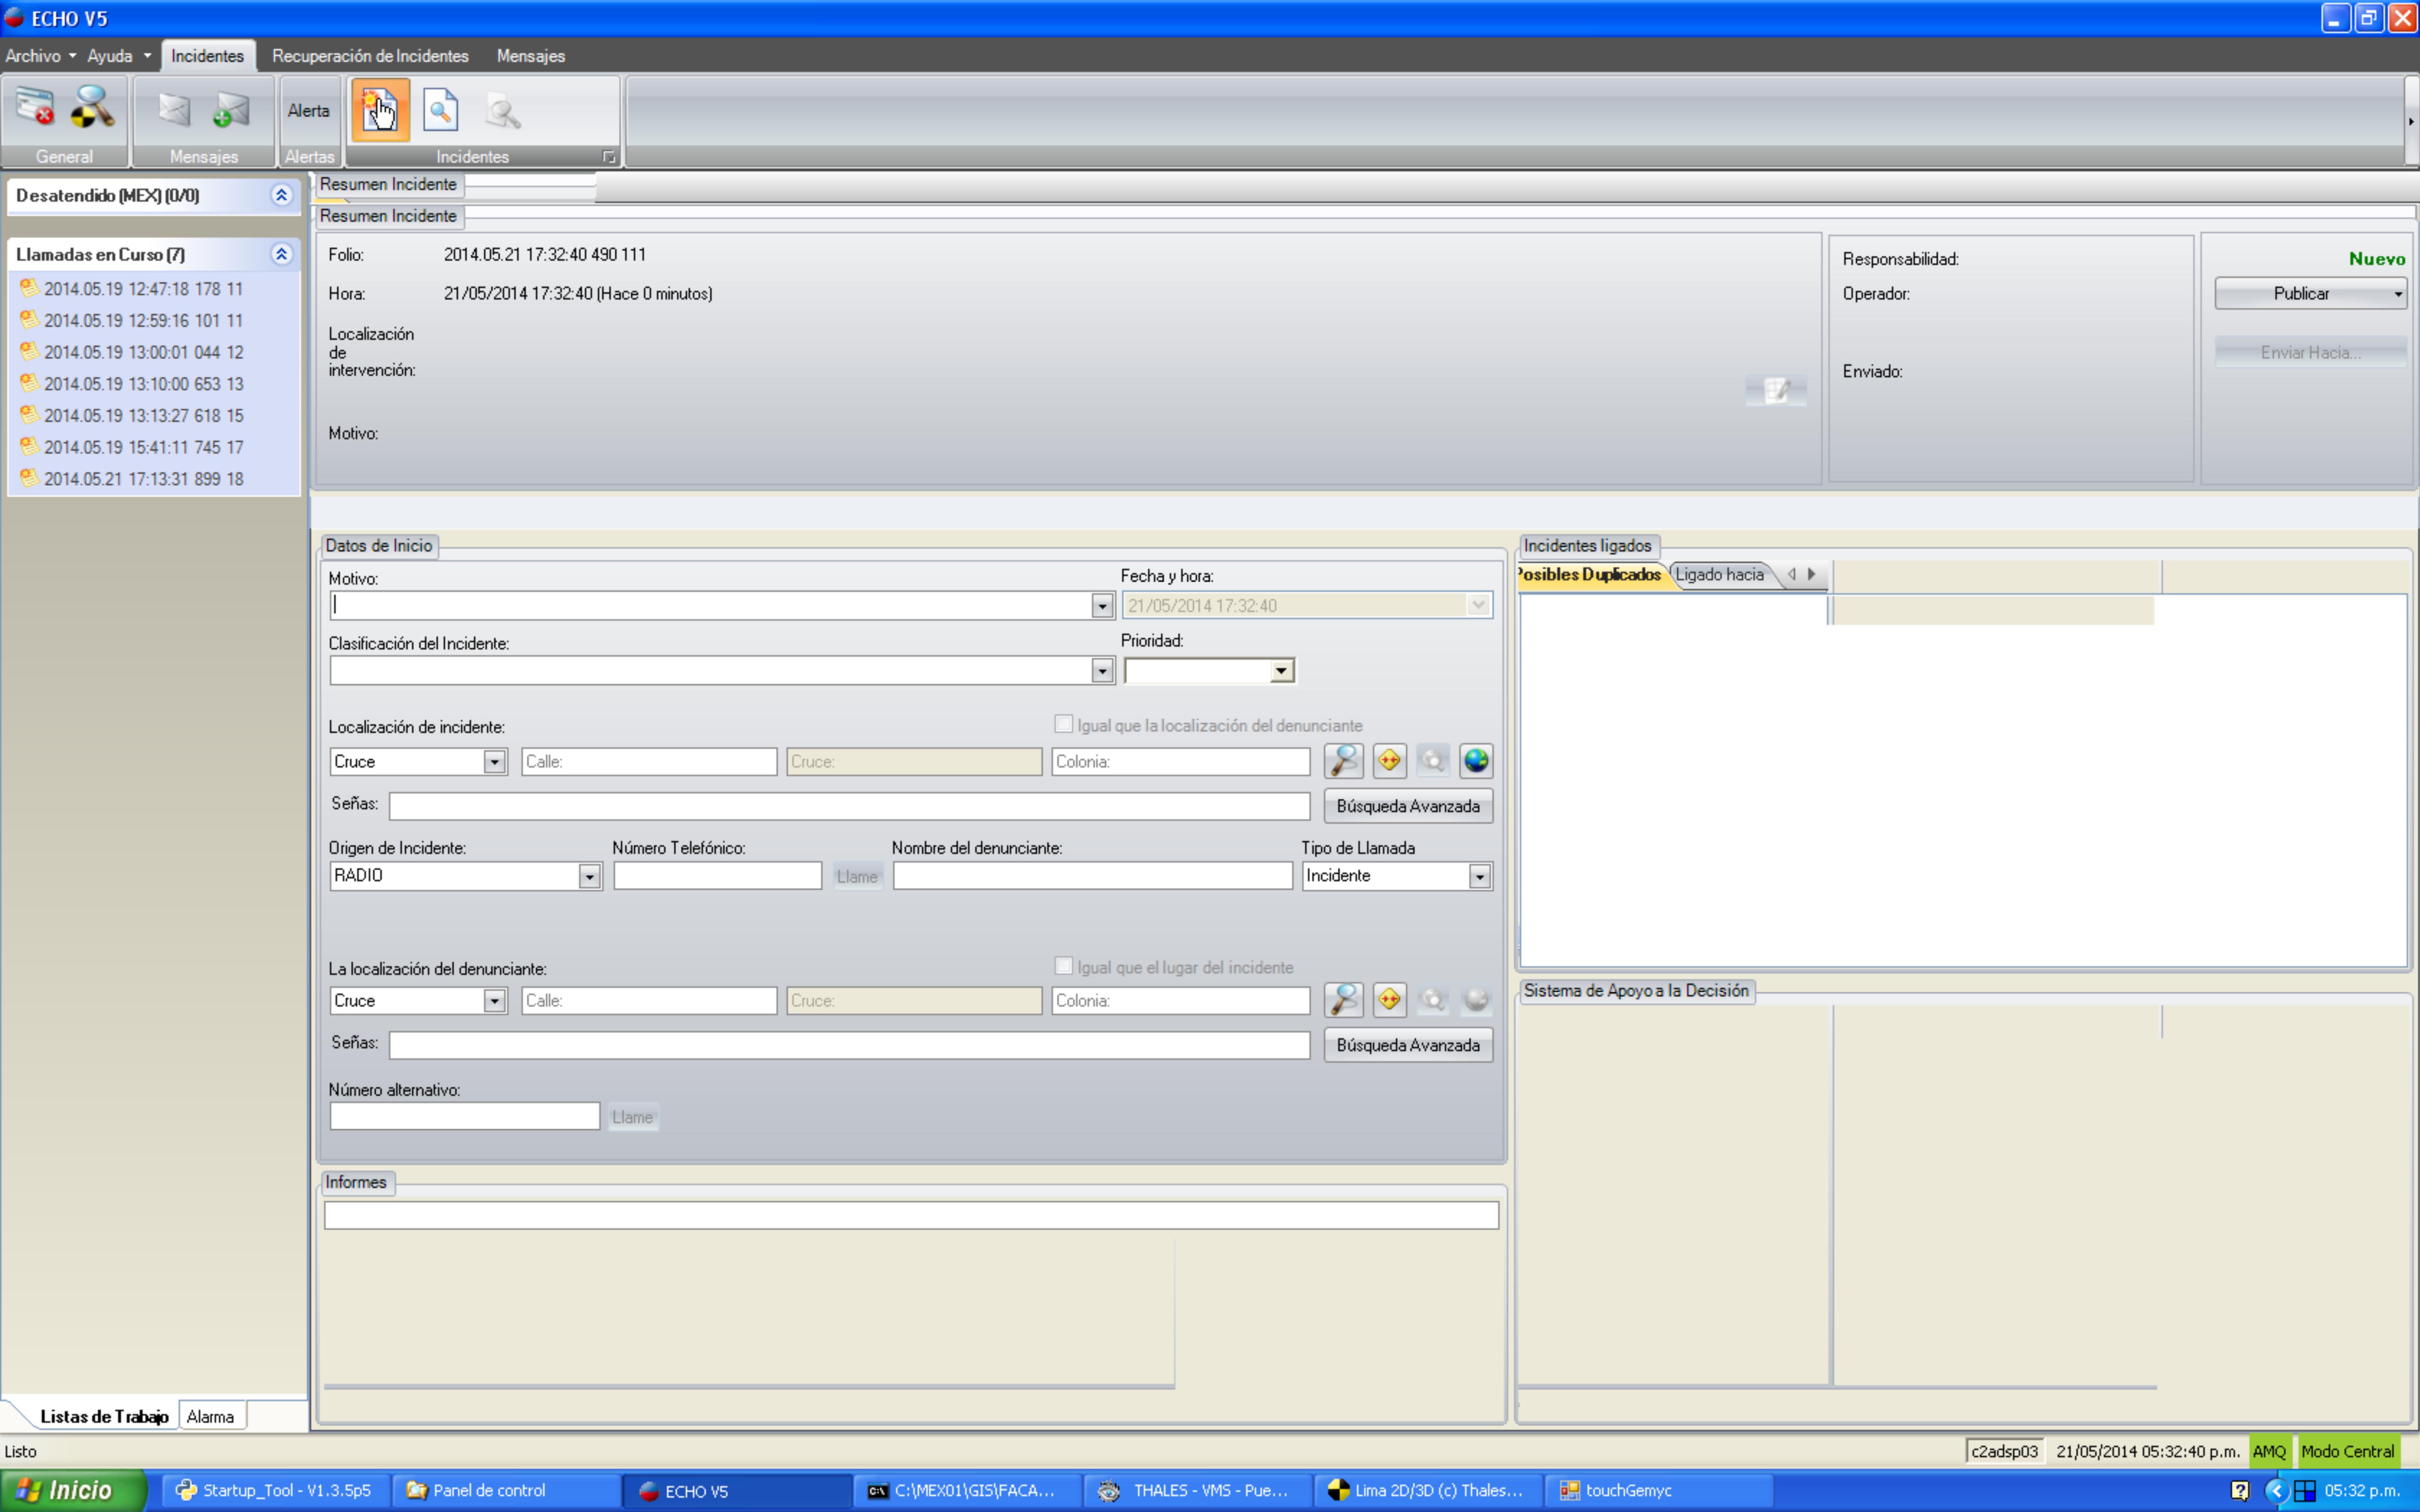 ECHO V5
Archivo Ayuda Incidentes Recuperación de Incidentes Mensajes
Alerta
General Mensajes Alertas Incidentes
Desatendido (MEX) (0/0)
Llamadas en Curso (7)
2014.05.19 12:47:18 178 11
2014.05.19 12:59:16 101 11
2014.05.19 13:00:01 044 12
2014.05.19 13:10:00 653 13
2014.05.19 13:13:27 618 15
2014.05.19 15:41:11 745 17
2014.05.21 17:13:31 899 18
Resumen Incidente
Resumen Incidente
Folio: 2014.05.21 17:32:40 490 111
Hora: 21/05/2014 17:32:40 (Hace 0 minutos)
Localización
de
intervención:
Motivo:
Responsabilidad:
Operador:
Enviado:
Nuevo
Publicar
Enviar Hacia...
Datos de Inicio
Motivo: Fecha y hora:
21/05/2014 17:32:40
Clasificación del Incidente: Prioridad:
Localización de incidente: Igual que la localización del denunciante
Cruce Calle: Cruce: Colonia:
Señas: Búsqueda Avanzada
Origen de Incidente: Número Telefónico: Nombre del denunciante: Tipo de Llamada
RADIO Llame Incidente
La localización del denunciante: Igual que el lugar del incidente
Cruce Calle: Cruce: Colonia:
Señas: Búsqueda Avanzada
Número alternativo:
Llame
Informes
Incidentes ligados
Posibles Duplicados Ligado hacia
Sistema de Apoyo a la Decisión
Listas de Trabajo Alarma
Listo c2adsp03 21/05/2014 05:32:40 p.m. AMQ Modo Central
Inicio Startup_Tool - V1.3.5p5 Panel de control ECHO V5 C:\MEX01\GIS\FACA... THALES - VMS - Pue... Lima 2D/3D (c) Thales... touchGemyc 05:32 p.m.